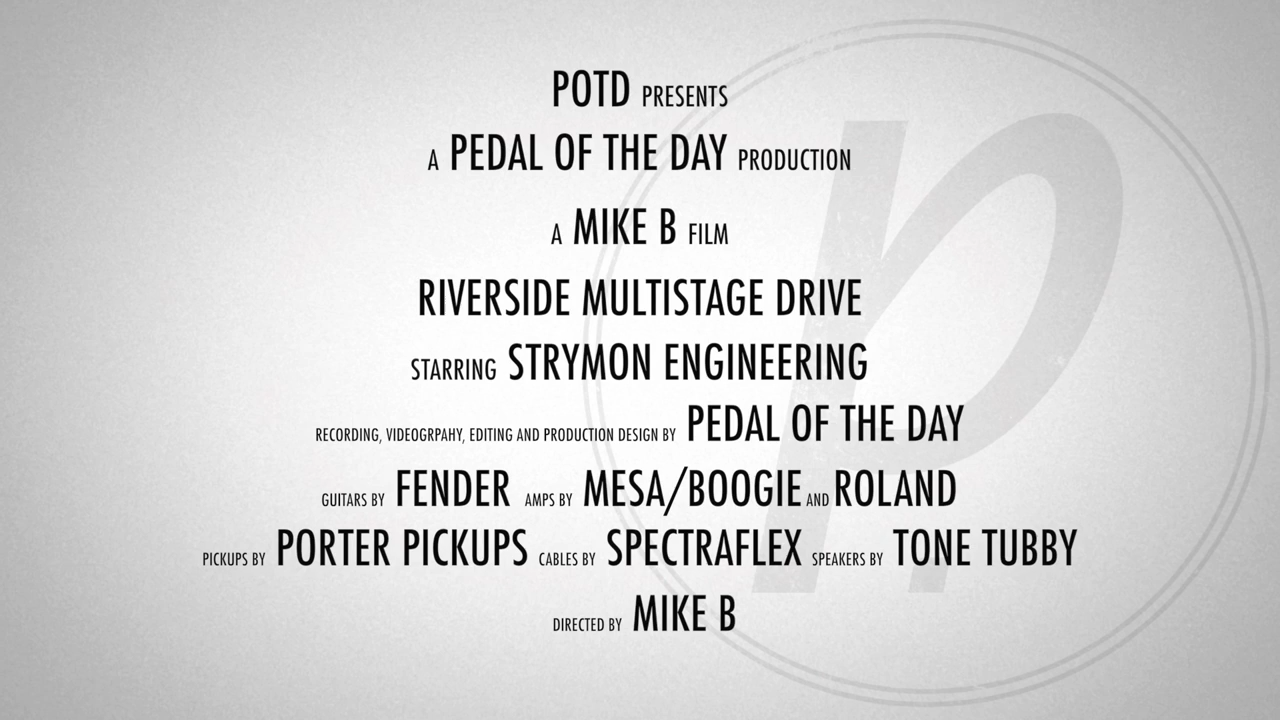 POTD PRESENTS
A PEDAL OF THE DAY PRODUCTION
A MIKE B FILM
RIVERSIDE MULTISTAGE DRIVE
STARRING STRYMON ENGINEERING
RECORDING, VIDEOGRPAHY, EDITING AND PRODUCTION DESIGN BY PEDAL OF THE DAY
GUITARS BY FENDER AMPS BY MESA/BOOGIE AND ROLAND
PICKUPS BY PORTER PICKUPS CABLES BY SPECTRAFLEX SPEAKERS BY TONE TUBBY
DIRECTED BY MIKE B
p